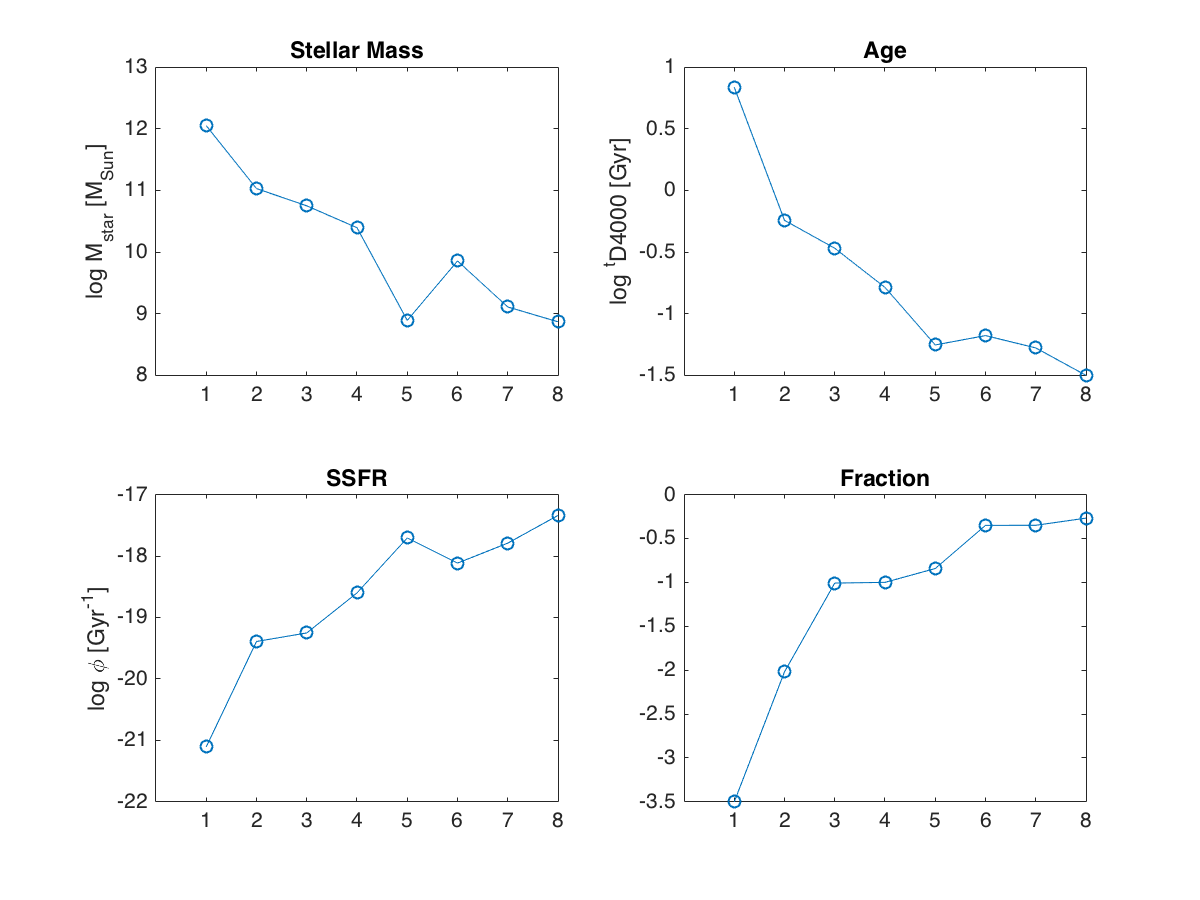 Stellar Mass
13
12
11
10
9
8
log M_star [M_Sun]
1 2 3 4 5 6 7 8
Age
1
0.5
0
-0.5
-1
-1.5
log ^tD4000 [Gyr]
1 2 3 4 5 6 7 8
SSFR
-17
-18
-19
-20
-21
-22
log ϕ [Gyr^-1]
1 2 3 4 5 6 7 8
Fraction
0
-0.5
-1
-1.5
-2
-2.5
-3
-3.5
1 2 3 4 5 6 7 8